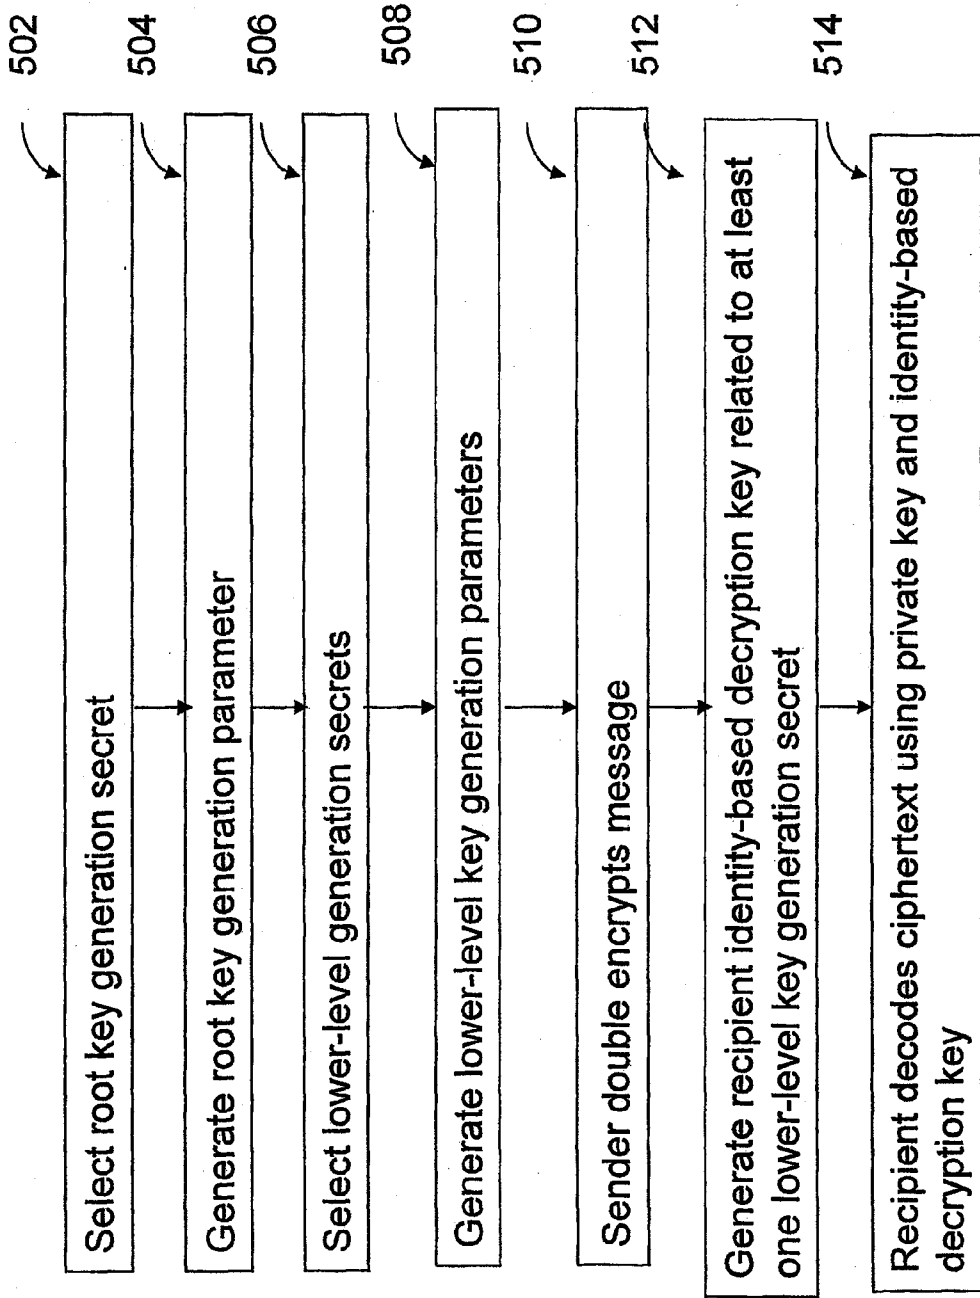 502
Select root key generation secret
504
Generate root key generation parameter
506
Select lower-level generation secrets
508
Generate lower-level key generation parameters
510
Sender double encrypts message
512
Generate recipient identity-based decryption key related to at least
one lower-level key generation secret
514
Recipient decodes ciphertext using private key and identity-based
decryption key